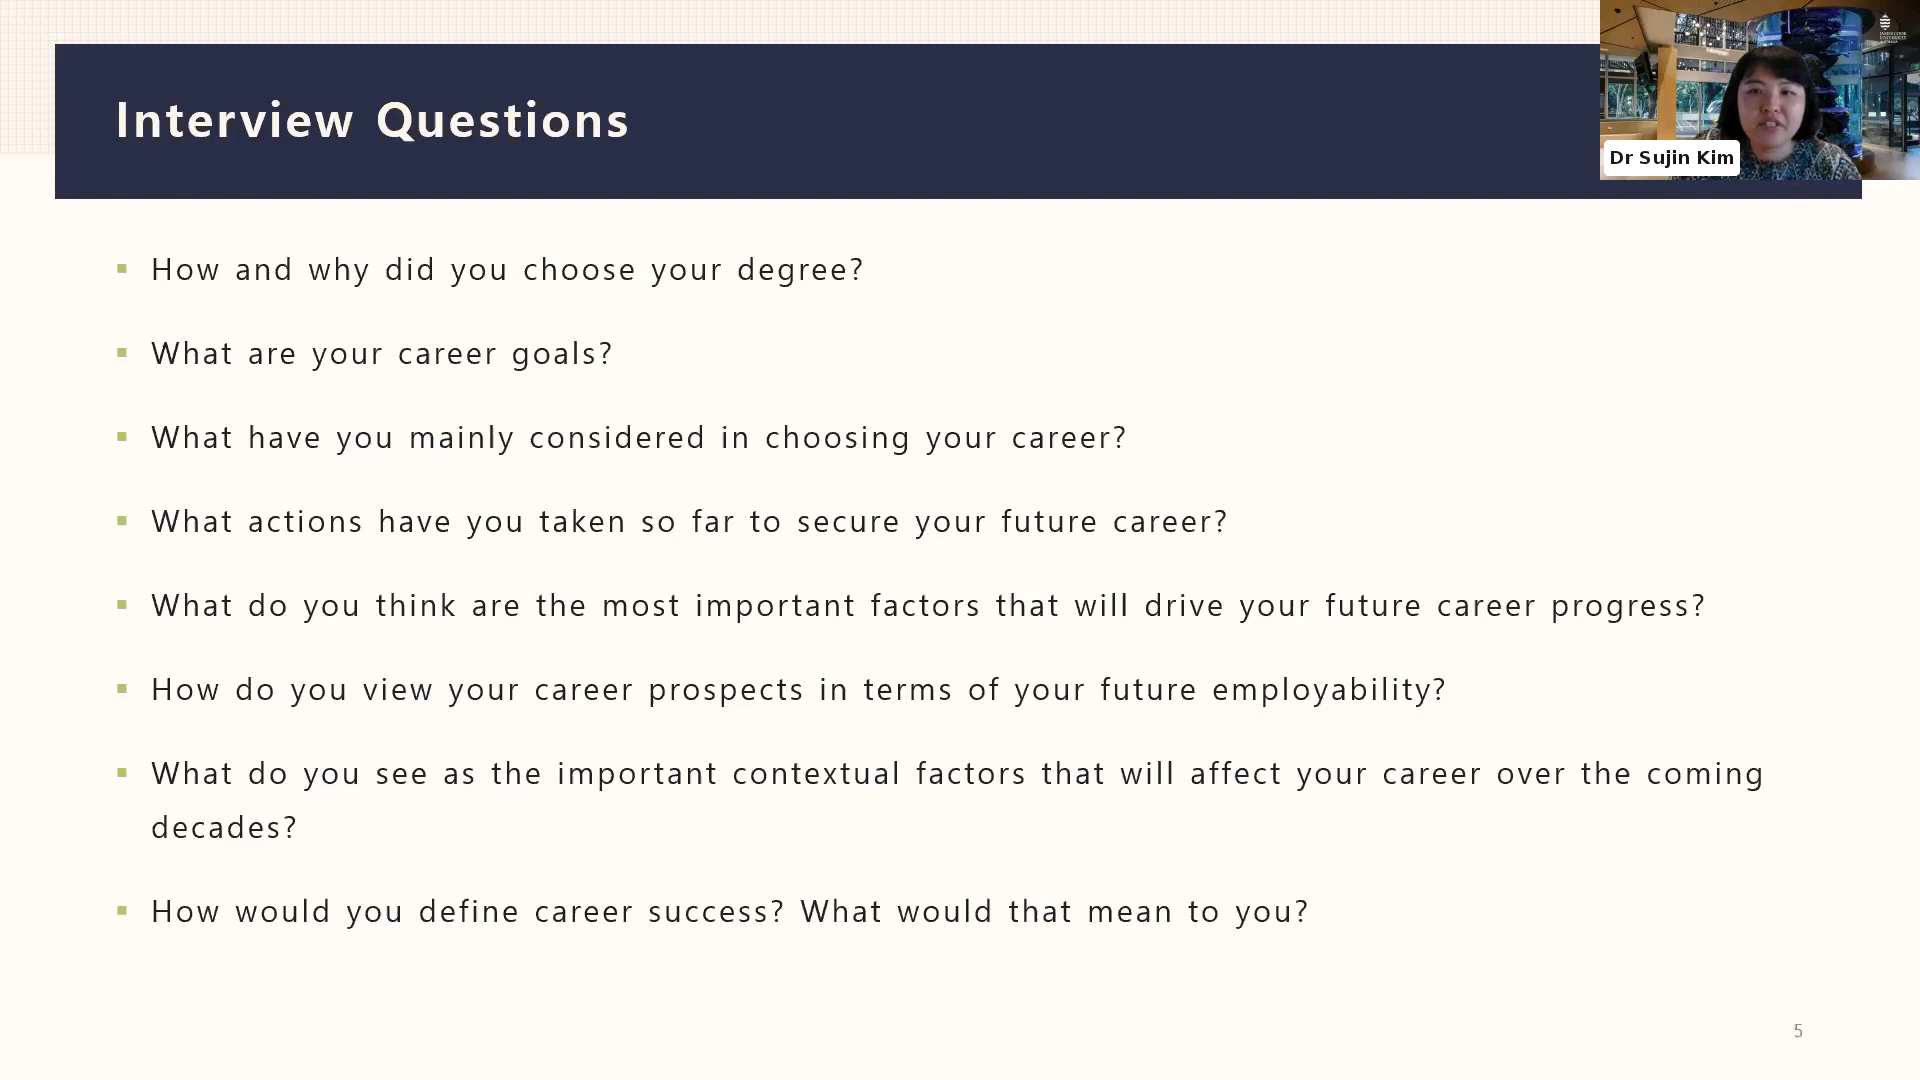 Interview Questions
Dr Sujin Kim
▪ How and why did you choose your degree?
▪ What are your career goals?
▪ What have you mainly considered in choosing your career?
▪ What actions have you taken so far to secure your future career?
▪ What do you think are the most important factors that will drive your future career progress?
▪ How do you view your career prospects in terms of your future employability?
▪ What do you see as the important contextual factors that will affect your career over the coming
decades?
▪ How would you define career success? What would that mean to you?
5